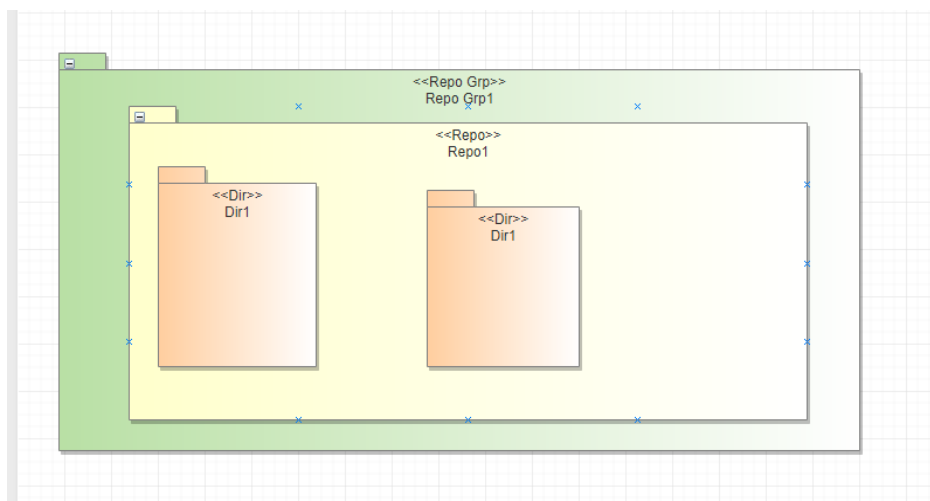 <<Repo Grp>>
Repo Grp1
<<Repo>>
Repo1
<<Dir>>
Dir1
<<Dir>>
Dir1